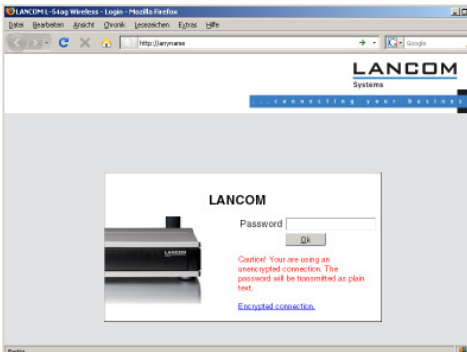 LANCOM L-54ag Wireless - Login - Mozilla Firefox
Datei Bearbeiten Ansicht Chronik Lesezeichen Extras Hilfe
http://anyname
Google
LANCOM
Systems
...connecting your business
LANCOM
Password
Ok
LANCOM
Caution! Your are using an
unencrypted connection. The
password will be transmitted as plain
text.
Encrypted connection.
Fertig